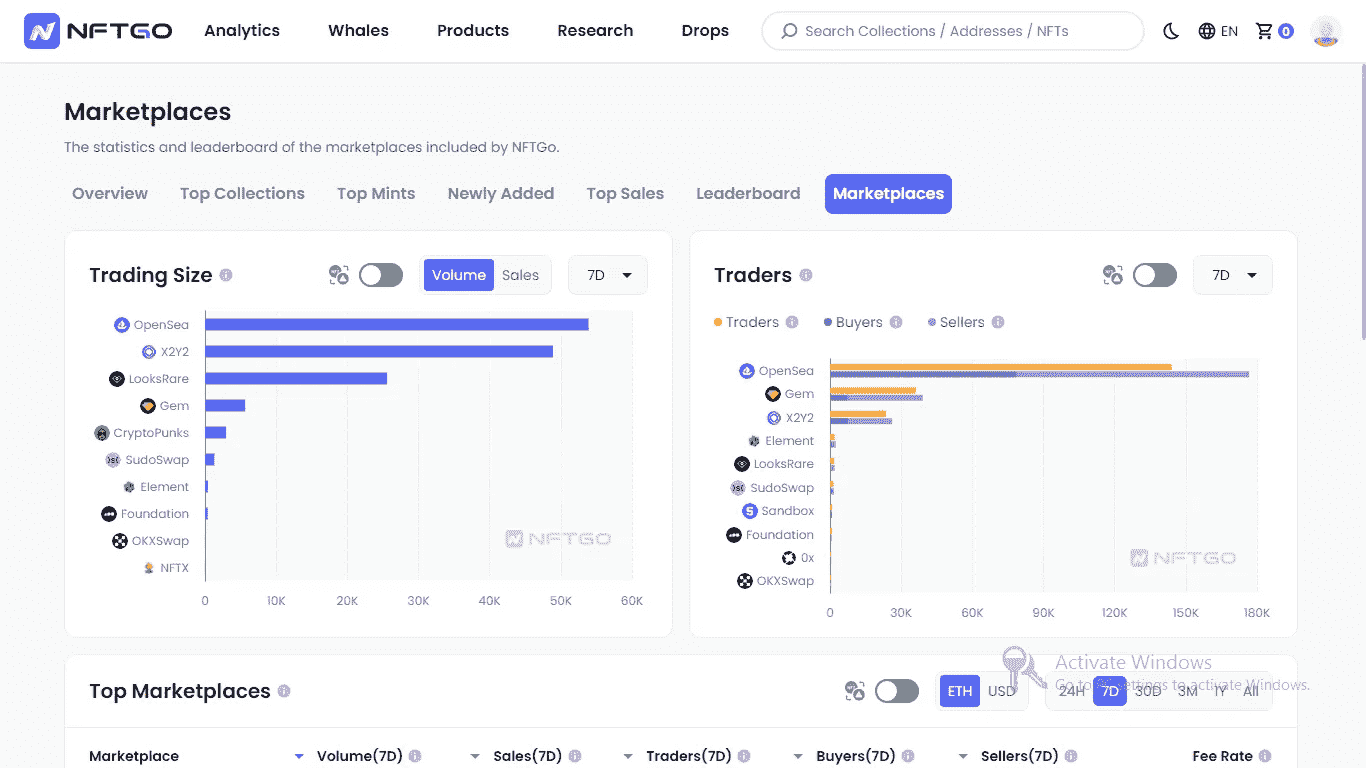 NFTGO Analytics Whales Products Research Drops Search Collections / Addresses / NFTs EN 0
Marketplaces
The statistics and leaderboard of the marketplaces included by NFTGo.
Overview Top Collections Top Mints Newly Added Top Sales Leaderboard Marketplaces
Trading Size Volume Sales 7D
OpenSea
X2Y2
LooksRare
Gem
CryptoPunks
SudoSwap
Element
Foundation
OKXSwap
NFTX
NFTGO
0 10K 20K 30K 40K 50K 60K
Traders 7D
Traders Buyers Sellers
OpenSea
Gem
X2Y2
Element
LooksRare
SudoSwap
Sandbox
Foundation
0x
OKXSwap
NFTGO
0 30K 60K 90K 120K 150K 180K
Activate Windows
Go to settings to activate Windows.
Top Marketplaces ETH USD 24H 7D 30D 3M 1Y All
Marketplace Volume(7D) Sales(7D) Traders(7D) Buyers(7D) Sellers(7D) Fee Rate